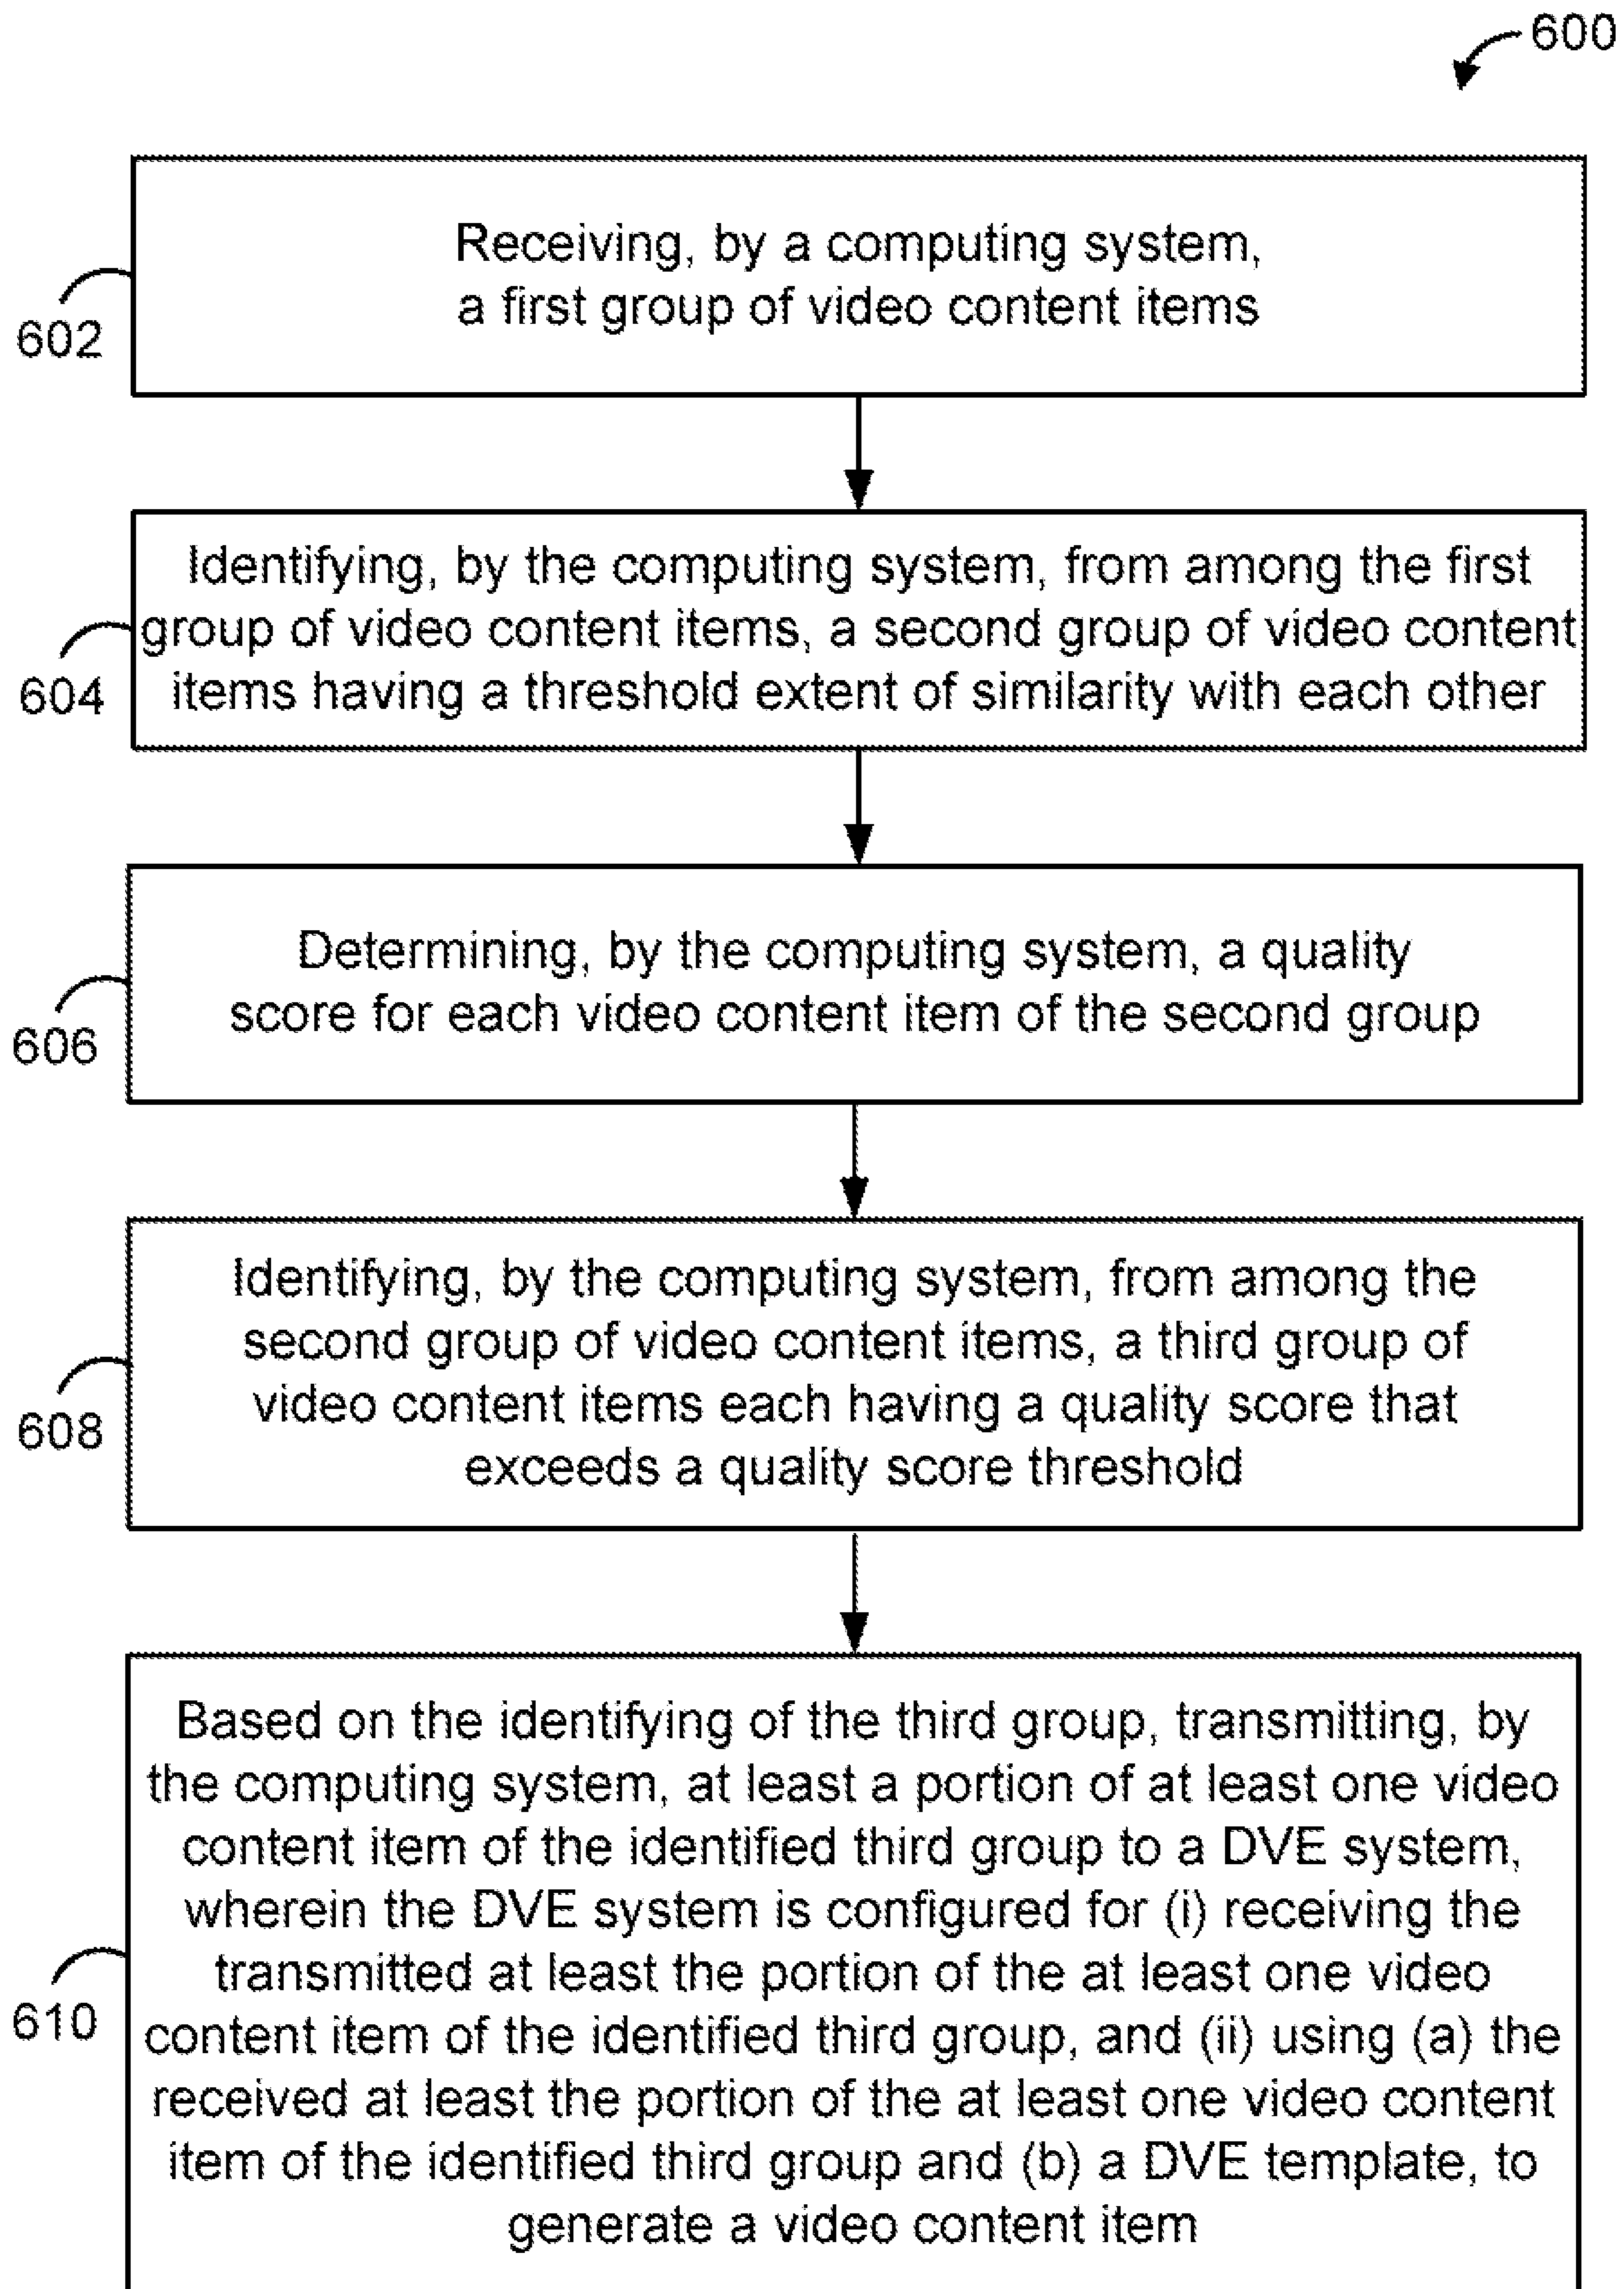 600
Receiving, by a computing system,
a first group of video content items
602
Identifying, by the computing system, from among the first
group of video content items, a second group of video content
items having a threshold extent of similarity with each other
604
Determining, by the computing system, a quality
score for each video content item of the second group
606
Identifying, by the computing system, from among the
second group of video content items, a third group of
video content items each having a quality score that
exceeds a quality score threshold
608
Based on the identifying of the third group, transmitting, by
the computing system, at least a portion of at least one video
content item of the identified third group to a DVE system,
wherein the DVE system is configured for (i) receiving the
transmitted at least the portion of the at least one video
content item of the identified third group, and (ii) using (a) the
received at least the portion of the at least one video content
item of the identified third group and (b) a DVE template, to
generate a video content item
610